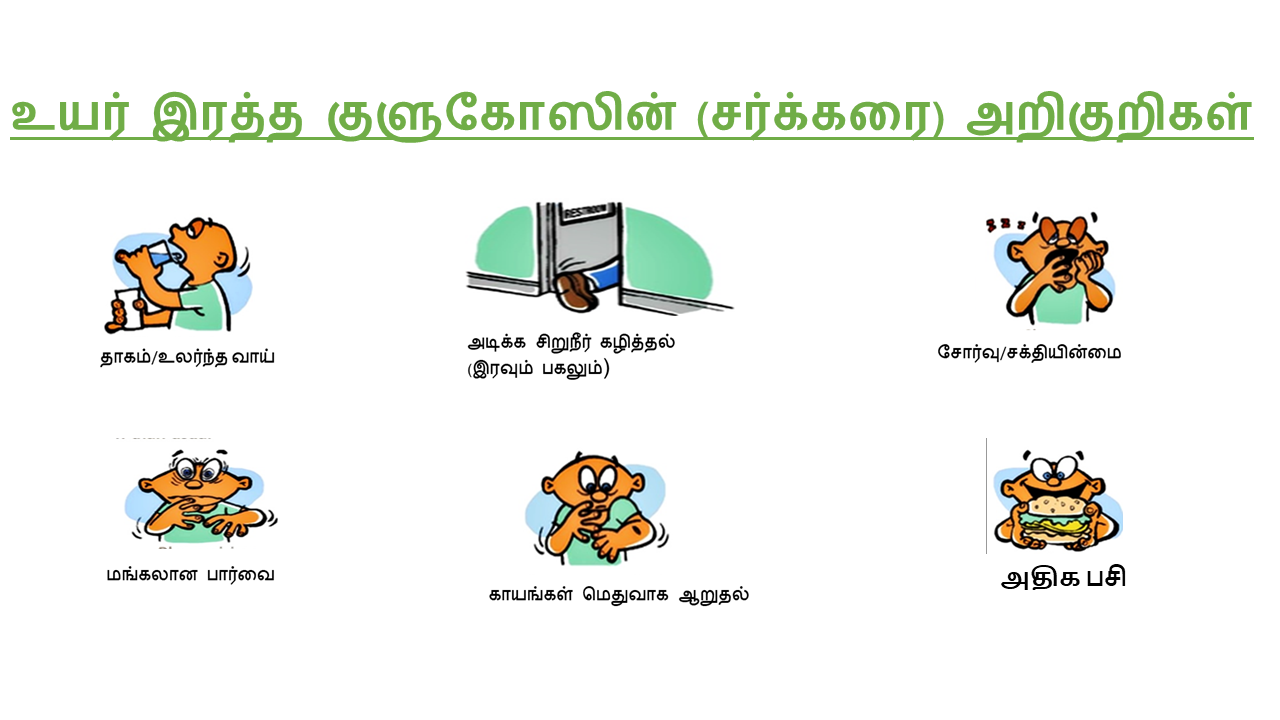 உயர் இரத்த குளுகோஸின் (சர்க்கரை) அறிகுறிகள்
RESTROOM
தாகம்/உலர்ந்த வாய்
அடிக்க சிறுநீர் கழித்தல்
(இரவும் பகலும்)
சோர்வு/சக்தியின்மை
மங்கலான பார்வை
காயங்கள் மெதுவாக ஆறுதல்
அதிக பசி